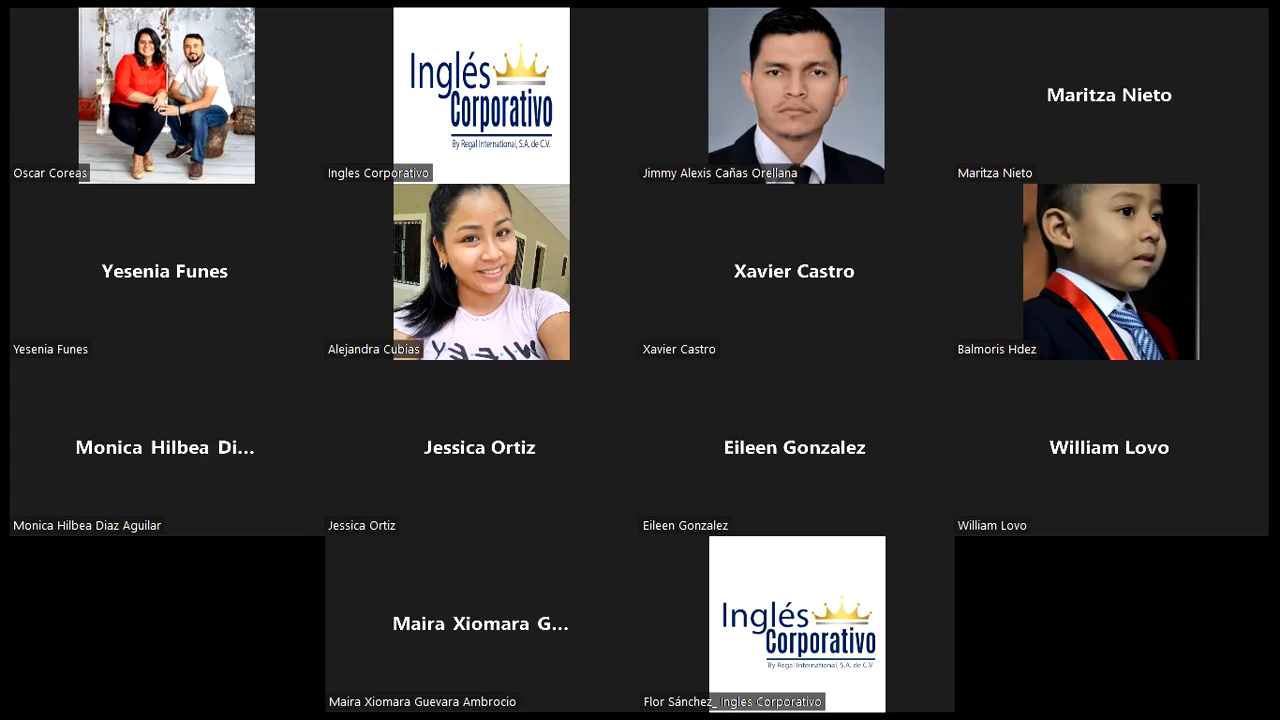 Inglés
Corporativo
By Regal International, S.A. de C.V.
Maritza Nieto
Oscar Coreas
Ingles Corporativo
Jimmy Alexis Cañas Orellana
Maritza Nieto
Yesenia Funes
Xavier Castro
Yesenia Funes
Alejandra Cubias
Xavier Castro
Balmoris Hdez
Monica Hilbea Di...
Jessica Ortiz
Eileen Gonzalez
William Lovo
Monica Hilbea Diaz Aguilar
Jessica Ortiz
Eileen Gonzalez
William Lovo
Maira Xiomara G...
Inglés
Corporativo
By Regal International, S.A. de C.V.
Maira Xiomara Guevara Ambrocio
Flor Sánchez_ Ingles Corporativo